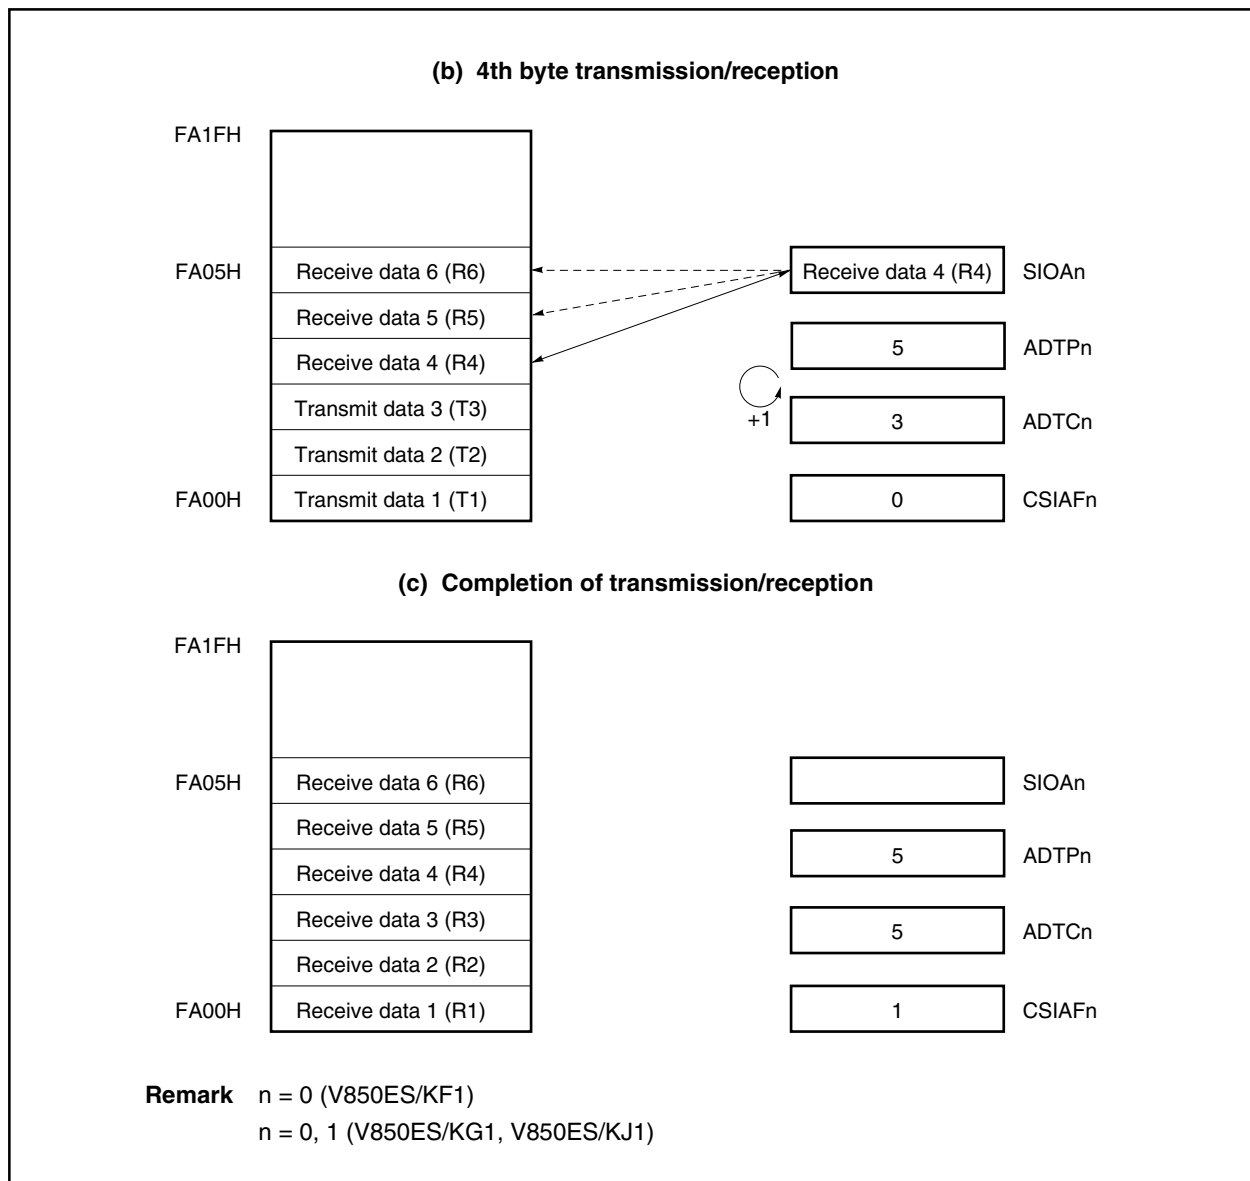 (b) 4th byte transmission/reception
FA1FH
FA05H
Receive data 6 (R6)
Receive data 4 (R4)
SIOAn
Receive data 5 (R5)
5
ADTPn
Receive data 4 (R4)
Transmit data 3 (T3)
+1
3
ADTCn
Transmit data 2 (T2)
FA00H
Transmit data 1 (T1)
0
CSIAFn
(c) Completion of transmission/reception
FA1FH
FA05H
Receive data 6 (R6)
SIOAn
Receive data 5 (R5)
5
ADTPn
Receive data 4 (R4)
Receive data 3 (R3)
5
ADTCn
Receive data 2 (R2)
FA00H
Receive data 1 (R1)
1
CSIAFn
Remark n = 0 (V850ES/KF1)
n = 0, 1 (V850ES/KG1, V850ES/KJ1)